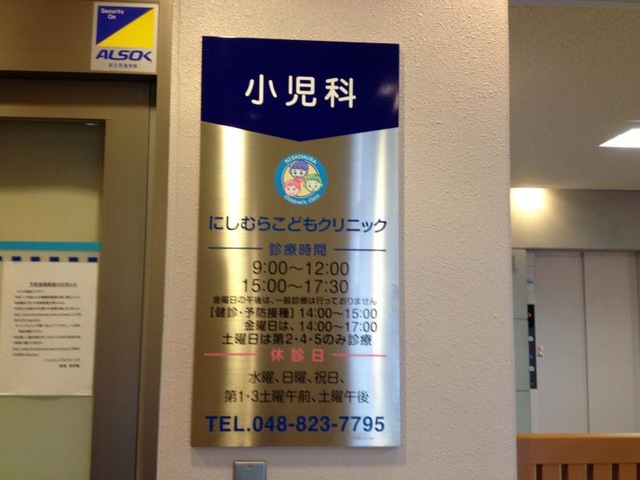 Security
On
ALSOK
小児科
NISHIMURA
Children's Clinic
にしむらこどもクリニック
診療時間
9:00～12:00
15:00～17:30
金曜日の午後は、一般診療は行っておりません
［健診・予防接種］14:00～15:00
金曜日は、14:00～17:00
土曜日は第2・4・5のみ診療
休診日
水曜、日曜、祝日、
第1・3土曜午前、土曜午後
TEL.048-823-7795